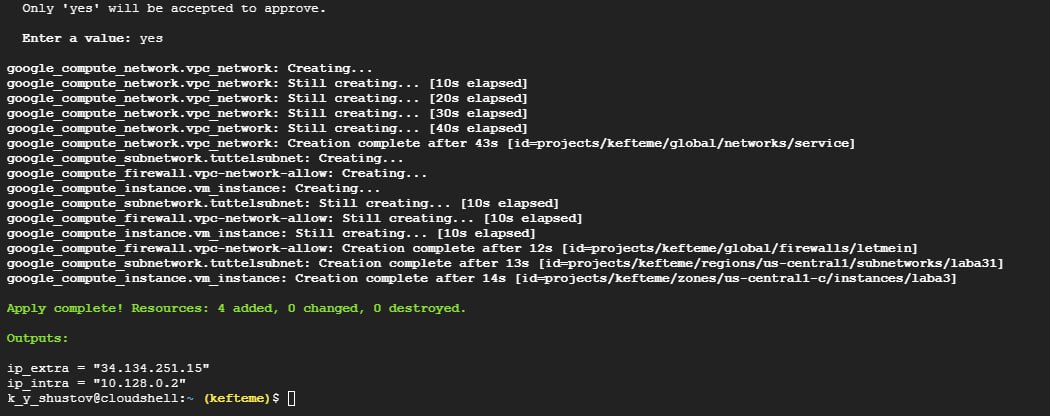 Only 'yes' will be accepted to approve.
Enter a value: yes
google_compute_network.vpc_network: Creating...
google_compute_network.vpc_network: Still creating... [10s elapsed]
google_compute_network.vpc_network: Still creating... [20s elapsed]
google_compute_network.vpc_network: Still creating... [30s elapsed]
google_compute_network.vpc_network: Still creating... [40s elapsed]
google_compute_network.vpc_network: Creation complete after 43s [id=projects/kefteme/global/networks/service]
google_compute_subnetwork.tuttelsubnet: Creating...
google_compute_firewall.vpc-network-allow: Creating...
google_compute_instance.vm_instance: Creating...
google_compute_subnetwork.tuttelsubnet: Still creating... [10s elapsed]
google_compute_firewall.vpc-network-allow: Still creating... [10s elapsed]
google_compute_instance.vm_instance: Still creating... [10s elapsed]
google_compute_firewall.vpc-network-allow: Creation complete after 12s [id=projects/kefteme/global/firewalls/letmein]
google_compute_subnetwork.tuttelsubnet: Creation complete after 13s [id=projects/kefteme/regions/us-central1/subnetworks/laba31]
google_compute_instance.vm_instance: Creation complete after 14s [id=projects/kefteme/zones/us-central1-c/instances/laba3]
Apply complete! Resources: 4 added, 0 changed, 0 destroyed.
Outputs:
ip_extra = "34.134.251.15"
ip_intra = "10.128.0.2"
k_y_shustov@cloudshell:~ (kefteme)$